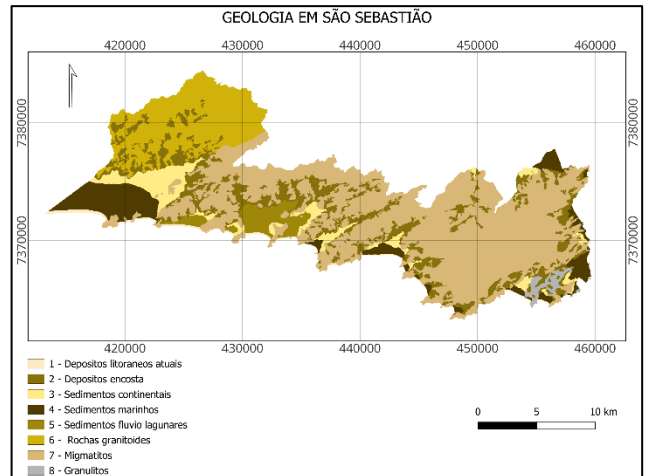 GEOLOGIA EM SÃO SEBASTIÃO
420000 430000 440000 450000 460000
7380000 7380000
7370000 7370000
420000 430000 440000 450000 460000
1 - Depositos litoraneos atuais
2 - Depositos encosta
3 - Sedimentos continentais
4 - Sedimentos marinhos
5 - Sedimentos fluvio lagunares
6 - Rochas granitoides
7 - Migmatitos
8 - Granulitos
0 5 10 km